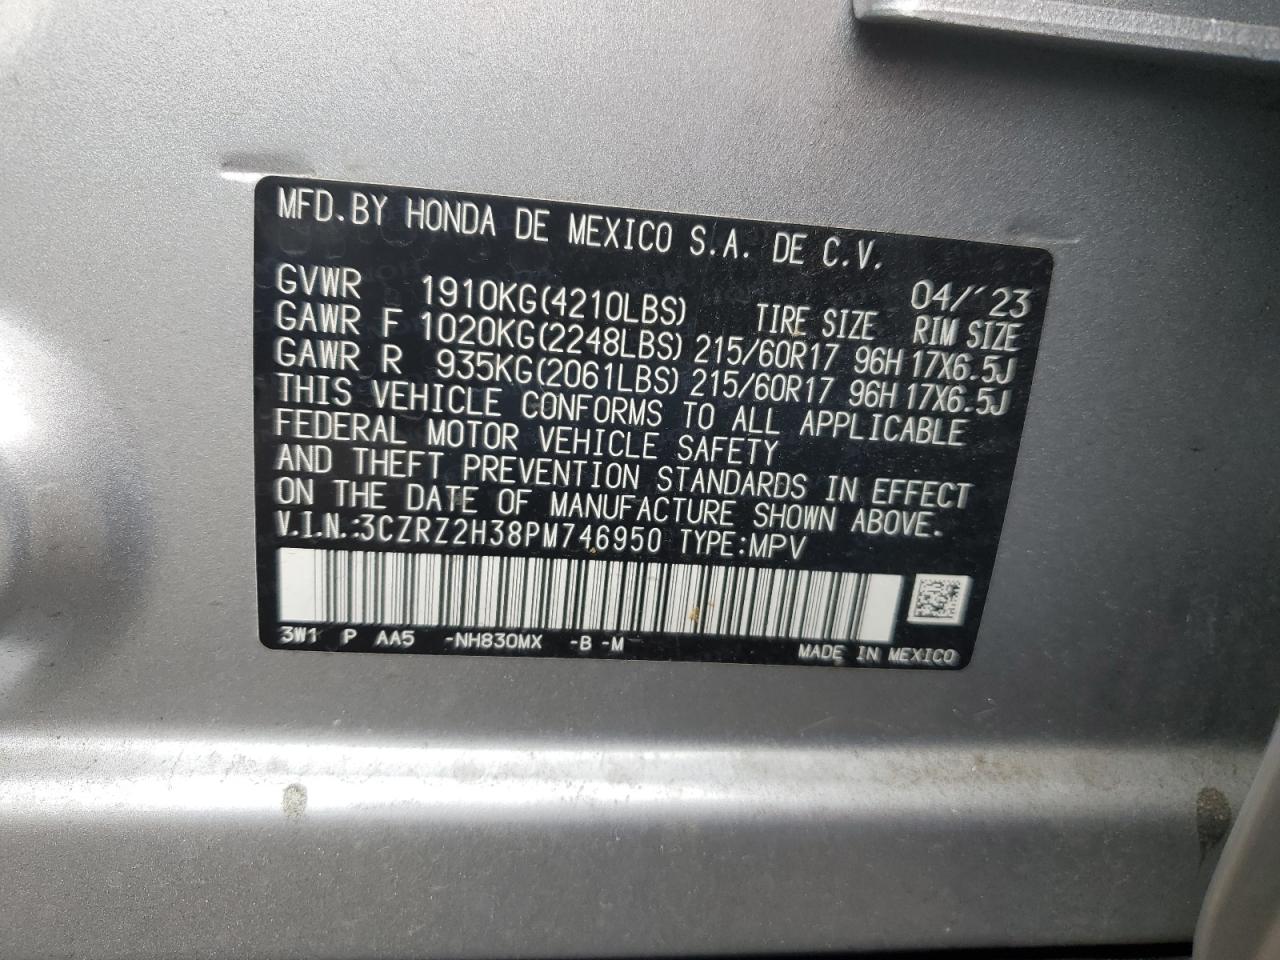 MFD.BY HONDA DE MEXICO S.A. DE C.V.
04/'23
GVWR 1910KG(4210LBS) TIRE SIZE RIM SIZE
GAWR F 1020KG(2248LBS) 215/60R17 96H 17X6.5J
GAWR R 935KG(2061LBS) 215/60R17 96H 17X6.5J
THIS VEHICLE CONFORMS TO ALL APPLICABLE
FEDERAL MOTOR VEHICLE SAFETY
AND THEFT PREVENTION STANDARDS IN EFFECT
ON THE DATE OF MANUFACTURE SHOWN ABOVE.
V.I.N.:3CZRZ2H38PM746950 TYPE:MPV
3W1 P AA5 -NH830MX -B -M
MADE IN MEXICO